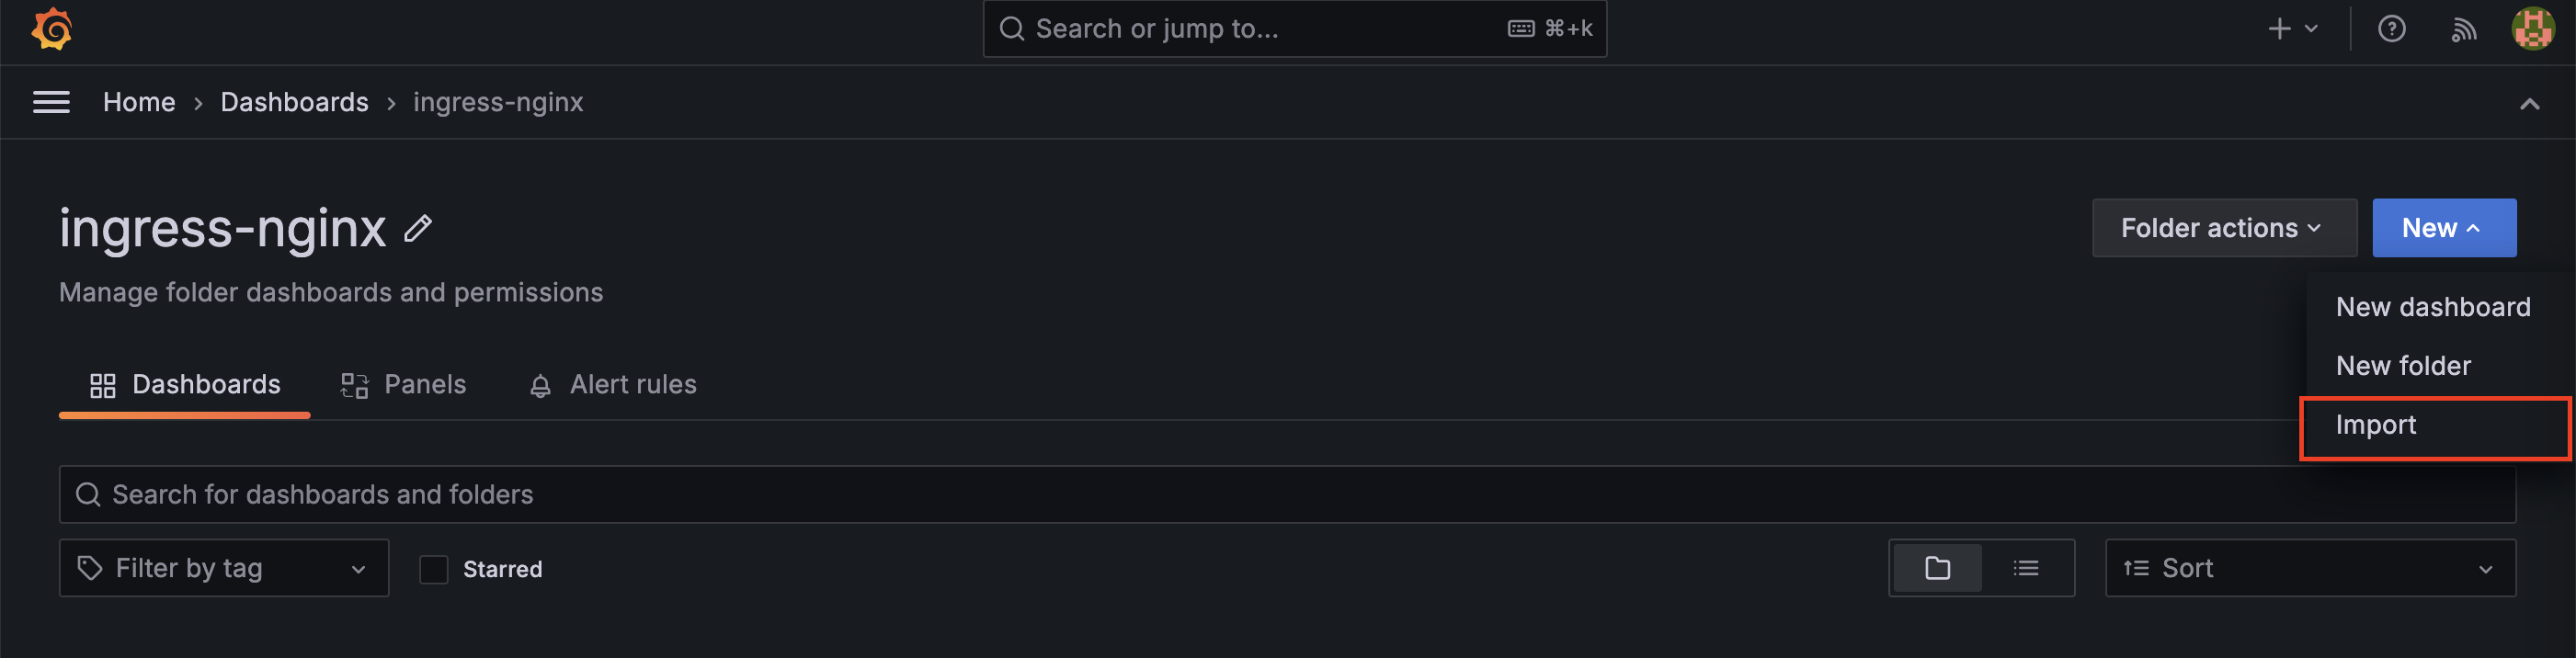 Search or jump to... ⌘+k
Home › Dashboards › ingress-nginx
ingress-nginx
Folder actions
New
Manage folder dashboards and permissions
New dashboard
New folder
Import
Dashboards
Panels
Alert rules
Search for dashboards and folders
Filter by tag
Starred
Sort